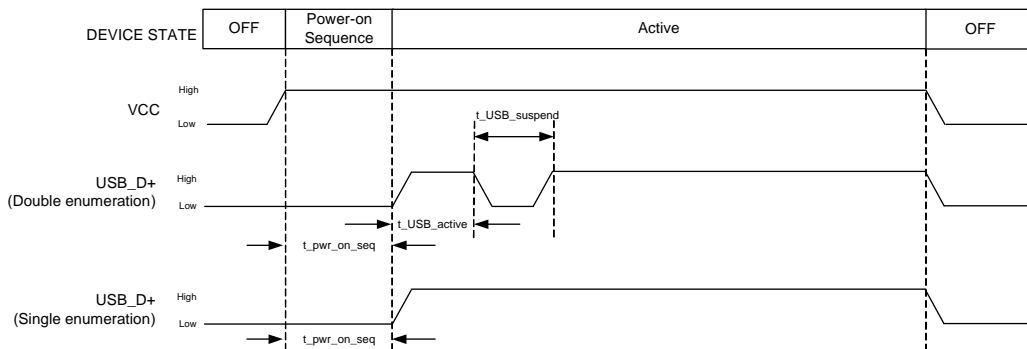 DEVICE STATE OFF Power-on Sequence Active OFF
VCC High
Low
t_USB_suspend
USB_D+ High
(Double enumeration) Low
t_USB_active
t_pwr_on_seq
USB_D+ High
(Single enumeration) Low
t_pwr_on_seq